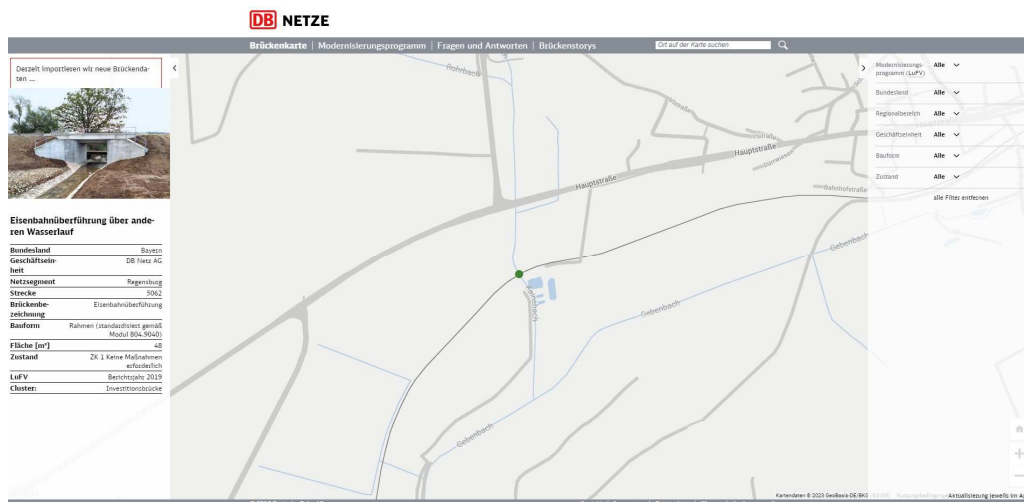 DB NETZE
Brückenkarte | Modernisierungsprogramm | Fragen und Antworten | Brückenstorys
Ort auf der Karte suchen
Derzeit importieren wir neue Brückenda-
ten ...
Eisenbahnüberführung über ande-
ren Wasserlauf
Bundesland Bayern
Geschäftsein-
heit DB Netz AG
Netzsegment Regensburg
Strecke 5062
Brückenbe-
zeichnung Eisenbahnüberführung
Bauform Rahmen (standardisiert gemäß
Modul 804.9040)
Fläche [m²] 48
Zustand ZK 1 Keine Maßnahmen
erforderlich
LuFV Berichtsjahr 2019
Cluster: Investitionsbrücke
Rohrbach
Hauptstraße
Hauptstraße
Dürrwiesen
Bahnhofstraße
Gebenbach
Gebenbach
Gebenbach
Modernisierungs-
programm (LuFV) Alle
Bundesland Alle
Regionalbereich Alle
Geschäftseinheit Alle
Bauform Alle
Zustand Alle
alle Filter entfernen
+
−
Kartendaten © 2023 GeoBasis-DE/BKG
Nutzungsbedingungen
Aktualisierung jeweils im A